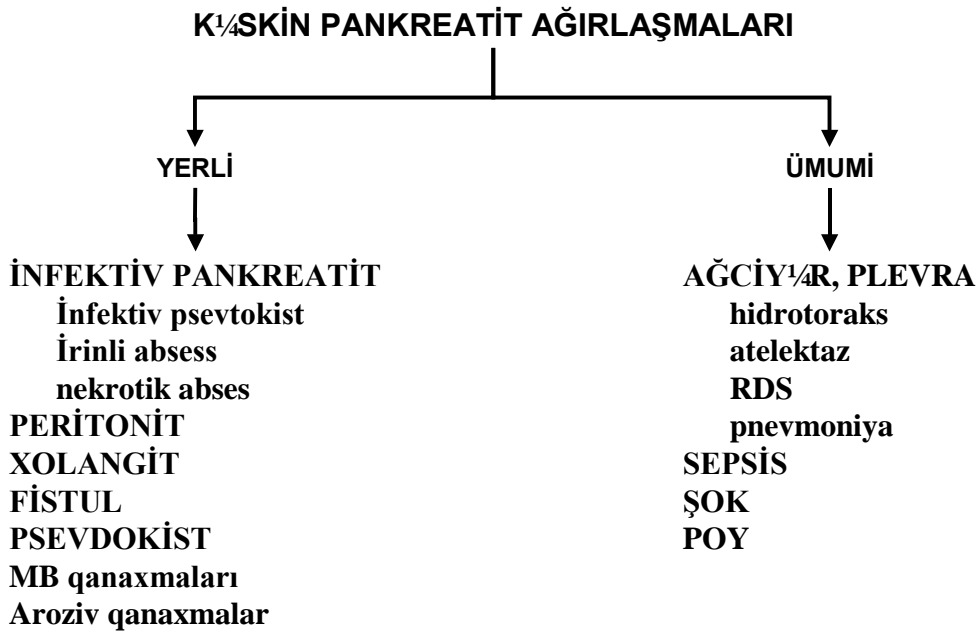 K¼SKİN PANKREATİT AĞIRLAŞMALARI
YERLİ
İNFEKTİV PANKREATİT
İnfektiv psevtokist
İrinli absess
nekrotik abses
PERİTONİT
XOLANGİT
FİSTUL
PSEVDOKİST
MB qanaxmaları
Aroziv qanaxmalar
ÜMUMİ
AĞCİY¼R, PLEVRA
hidrotoraks
atelektaz
RDS
pnevmoniya
SEPSİS
ŞOK
POY